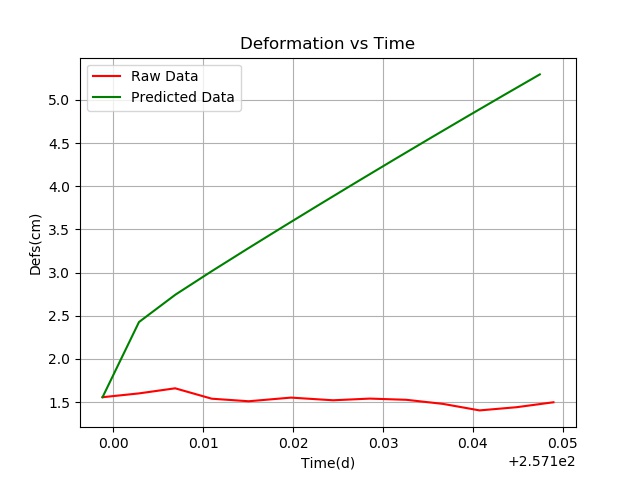 Deformation vs Time
Raw Data
Predicted Data
5.0
4.5
4.0
3.5
3.0
2.5
2.0
1.5
Defs(cm)
0.00 0.01 0.02 0.03 0.04 0.05
Time(d)
+2.571e2